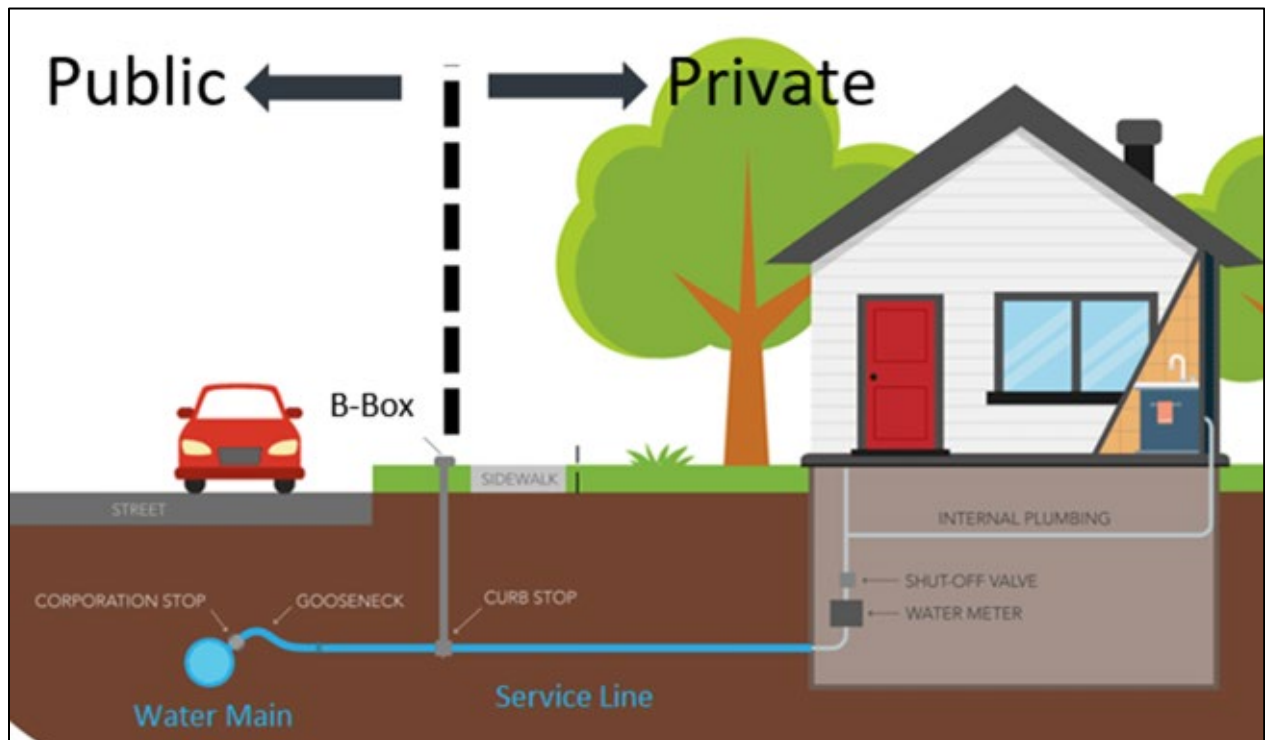 Public
Private
B-Box
SIDEWALK
STREET
INTERNAL PLUMBING
SHUT-OFF VALVE
WATER METER
CORPORATION STOP
GOOSENECK
CURB STOP
Service Line
Water Main